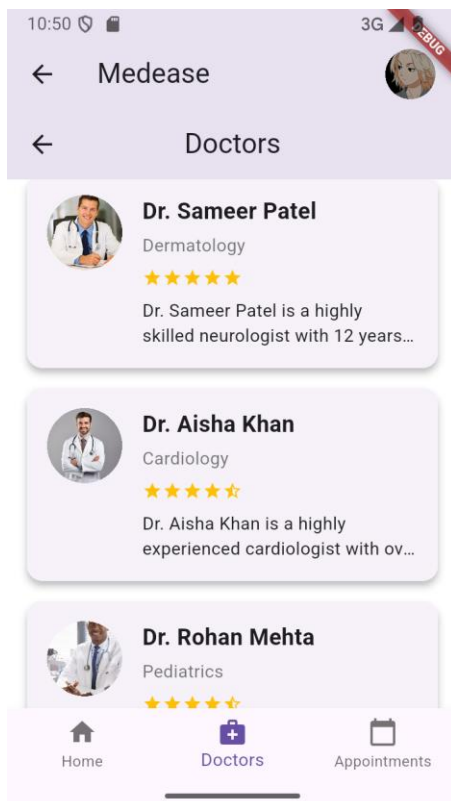 10:50
3G
DEBUG
Medease
Doctors
Dr. Sameer Patel
Dermatology
Dr. Sameer Patel is a highly
skilled neurologist with 12 years...
Dr. Aisha Khan
Cardiology
Dr. Aisha Khan is a highly
experienced cardiologist with ov...
Dr. Rohan Mehta
Pediatrics
Home
Doctors
Appointments